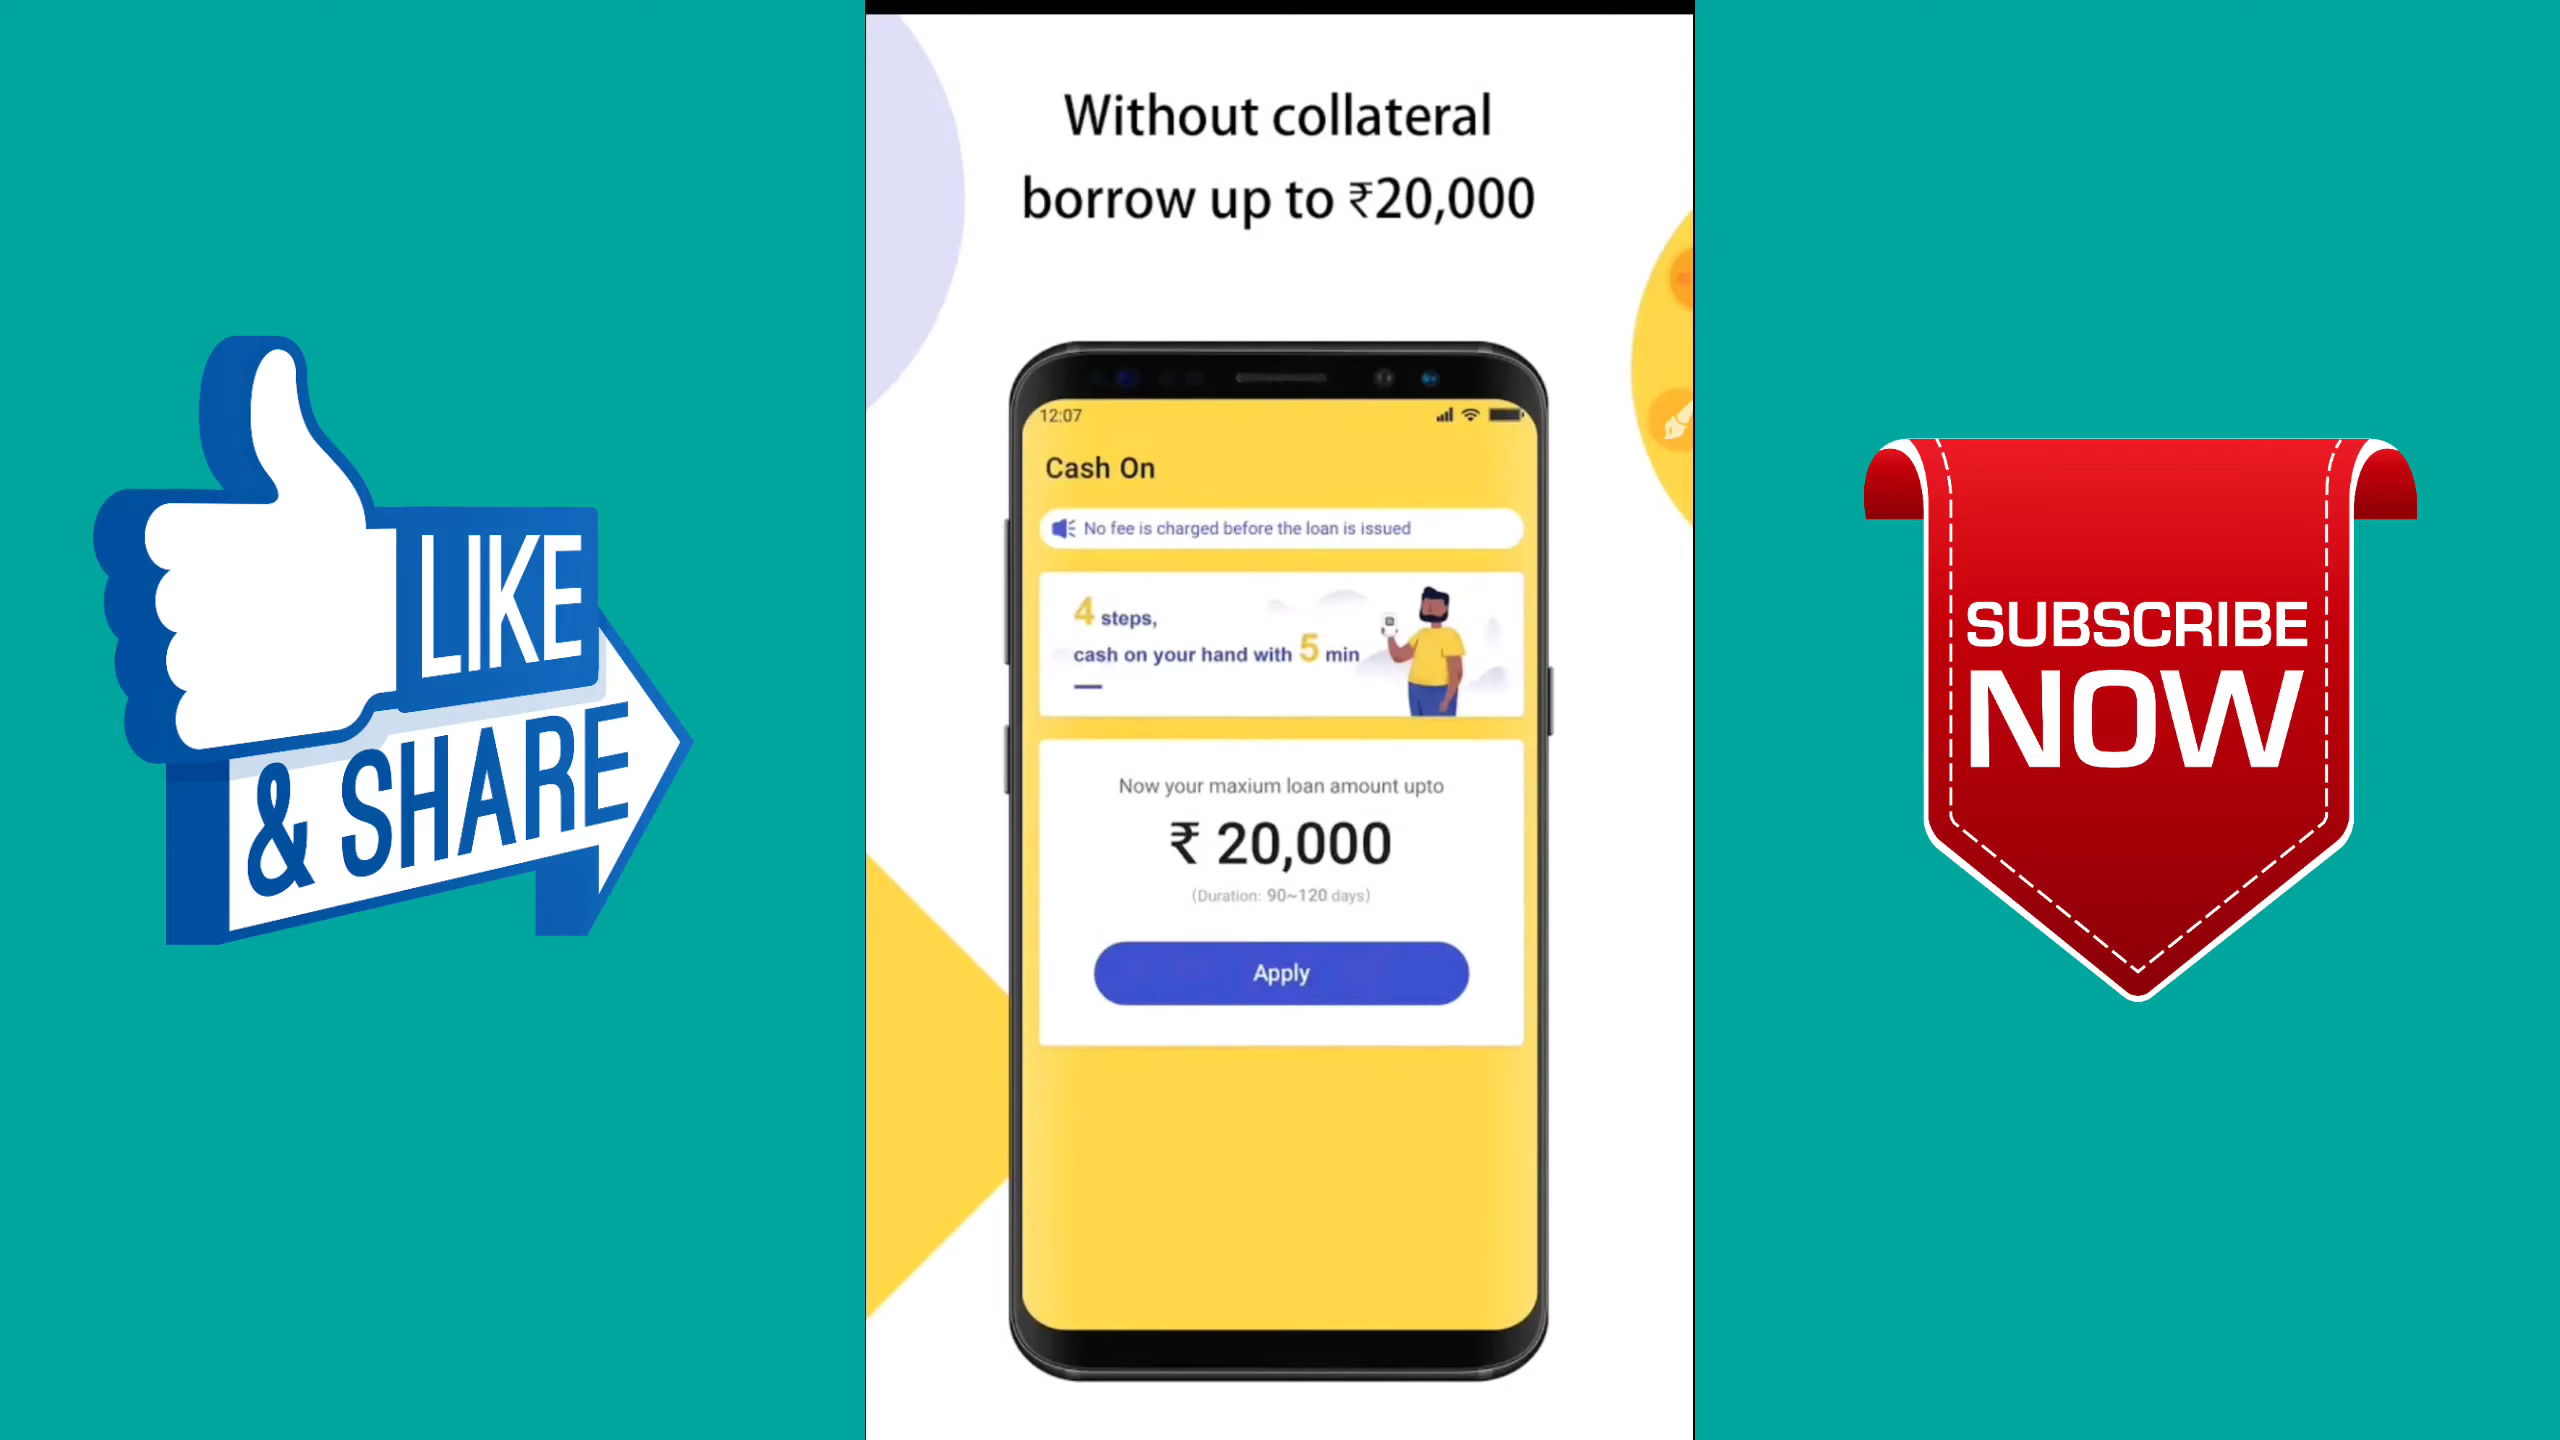 LIKE
& SHARE
Without collateral
borrow up to ₹20,000
12:07
Cash On
No fee is charged before the loan is issued
4 steps,
cash on your hand with 5 min
Now your maxium loan amount upto
₹ 20,000
(Duration: 90~120 days)
Apply
SUBSCRIBE
NOW